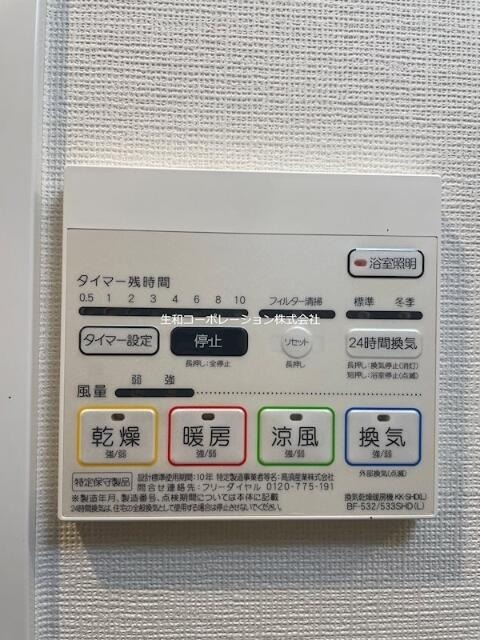 浴室照明
タイマー残時間
0.5 1 2 3 4 6 8 10 フィルター清掃 標準 冬季
生和コーポレーション株式会社
タイマー設定 停止 リセット 24時間換気
長押し:全停止 長押し 長押し:換気停止(消灯)
短押し:浴室停止(点滅)
風量 弱 強
乾燥 暖房 涼風 換気
強/弱 強/弱 強/弱 強/弱
外部換気(点滅)
特定保守製品 設計標準使用期間:10年 特定製造事業者等名:高須産業株式会社
問合せ連絡先:フリーダイヤル 0120-775-191
※製造年月、製造番号、点検期間については本体に記載
24時間換気は、住宅の全般換気として使用する場合は停止させないでください。
換気乾燥暖房機 KK-SHD(L)
BF-532/533SHD(L)